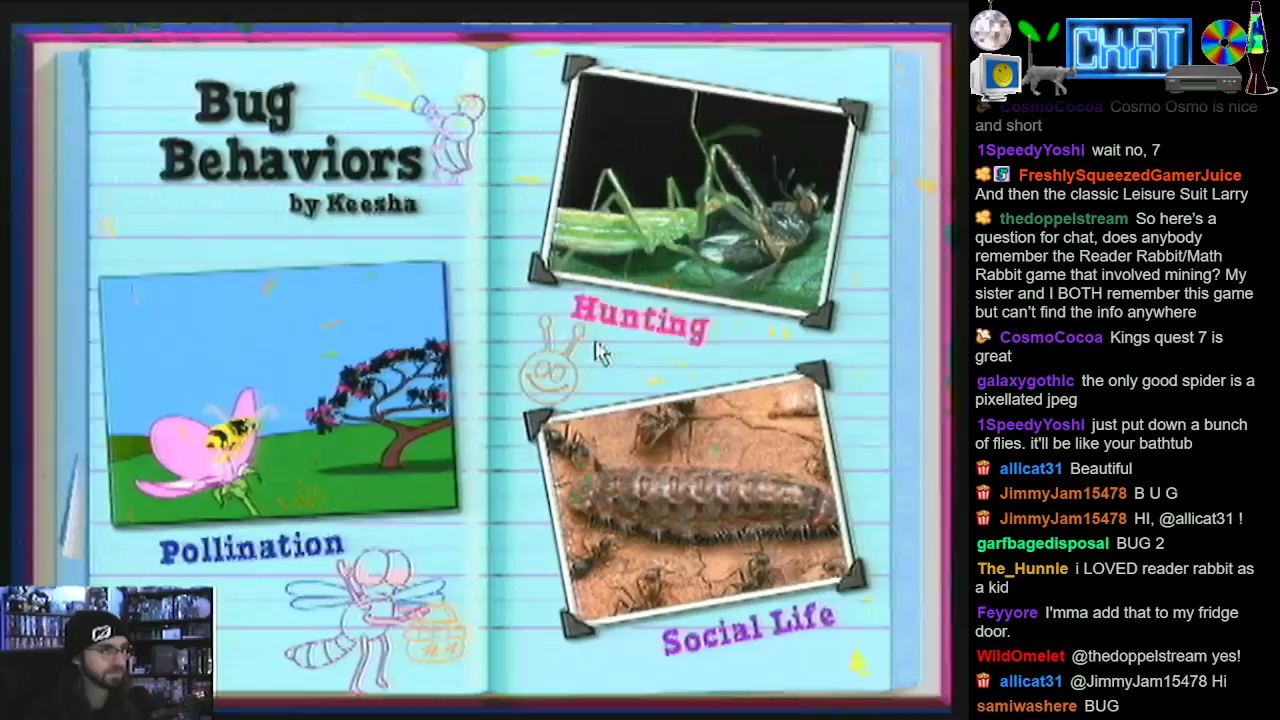 Bug
Behaviors
by Keesha
Pollination
Hunting
Social Life
CHAT
CosmoCocoa Cosmo Osmo is nice
and short
1SpeedyYoshi wait no, 7
FreshlySqueezedGamerJuice
And then the classic Leisure Suit Larry
thedoppelstream So here's a
question for chat, does anybody
remember the Reader Rabbit/Math
Rabbit game that involved mining? My
sister and I BOTH remember this game
but can't find the info anywhere
CosmoCocoa Kings quest 7 is
great
galaxygothic the only good spider is a
pixellated jpeg
1SpeedyYoshi just put down a bunch
of flies. it'll be like your bathtub
allicat31 Beautiful
JimmyJam15478 B U G
JimmyJam15478 HI, @allicat31 !
garfbagedisposal BUG 2
The_Hunnle i LOVED reader rabbit as
a kid
Feyyore I'mma add that to my fridge
door.
WildOmelet @thedoppelstream yes!
allicat31 @JimmyJam15478 Hi
samiwashere BUG